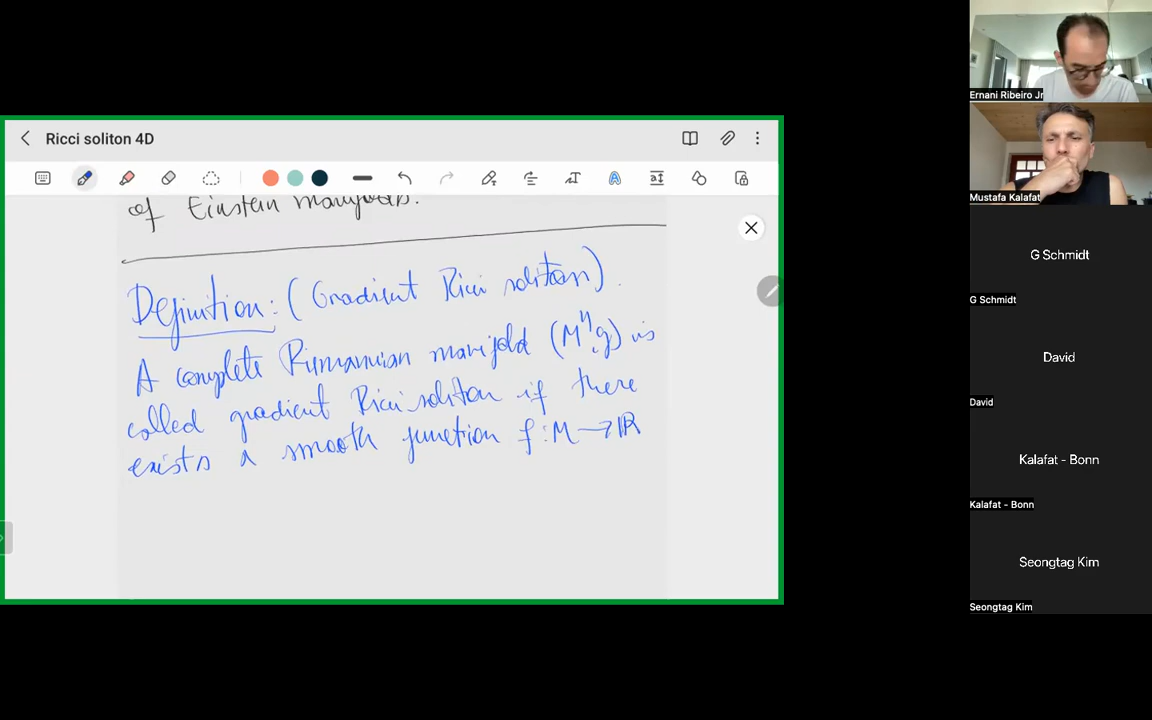 Ricci soliton 4D
of Einstein manifolds.
Definition: (Gradient Ricci soliton).
A complete Riemannian manifold (Mⁿ, g) is
called gradient Ricci soliton if there
exists a smooth function f: M → ℝ
Ernani Ribeiro Jr
Mustafa Kalafat
G Schmidt
G Schmidt
David
David
Kalafat - Bonn
Kalafat - Bonn
Seongtag Kim
Seongtag Kim